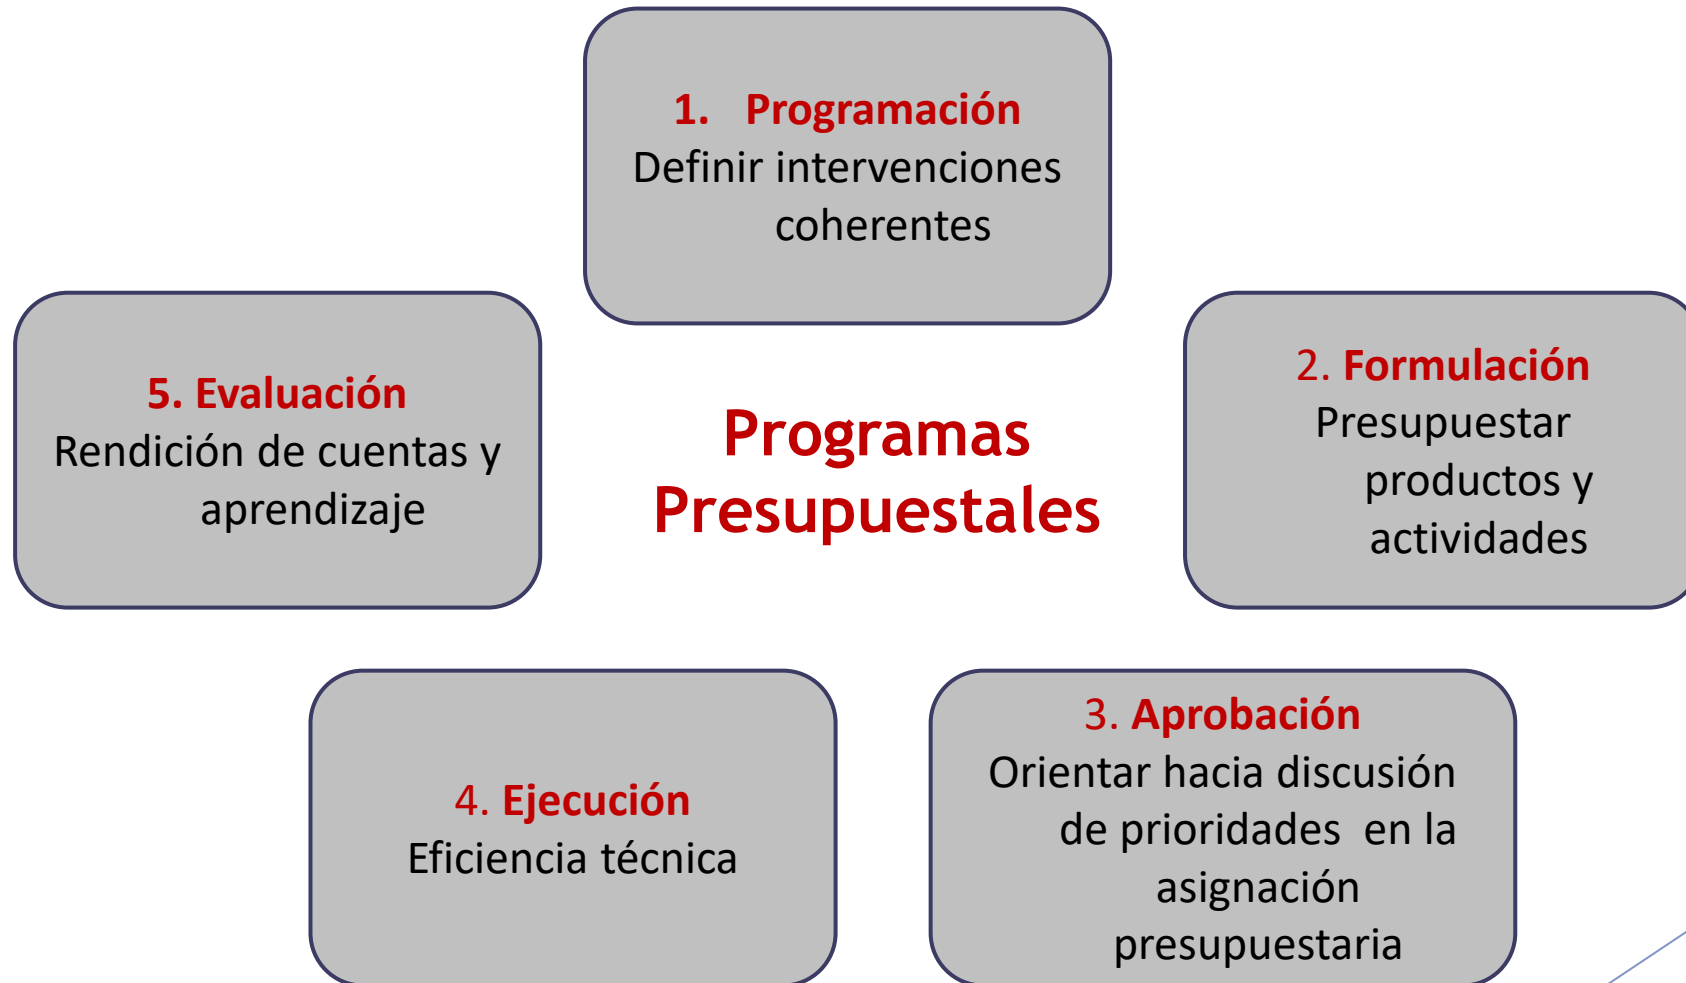 1. Programación
Definir intervenciones
coherentes
2. Formulación
Presupuestar
productos y
actividades
3. Aprobación
Orientar hacia discusión
de prioridades en la
asignación
presupuestaria
4. Ejecución
Eficiencia técnica
5. Evaluación
Rendición de cuentas y
aprendizaje
Programas
Presupuestales